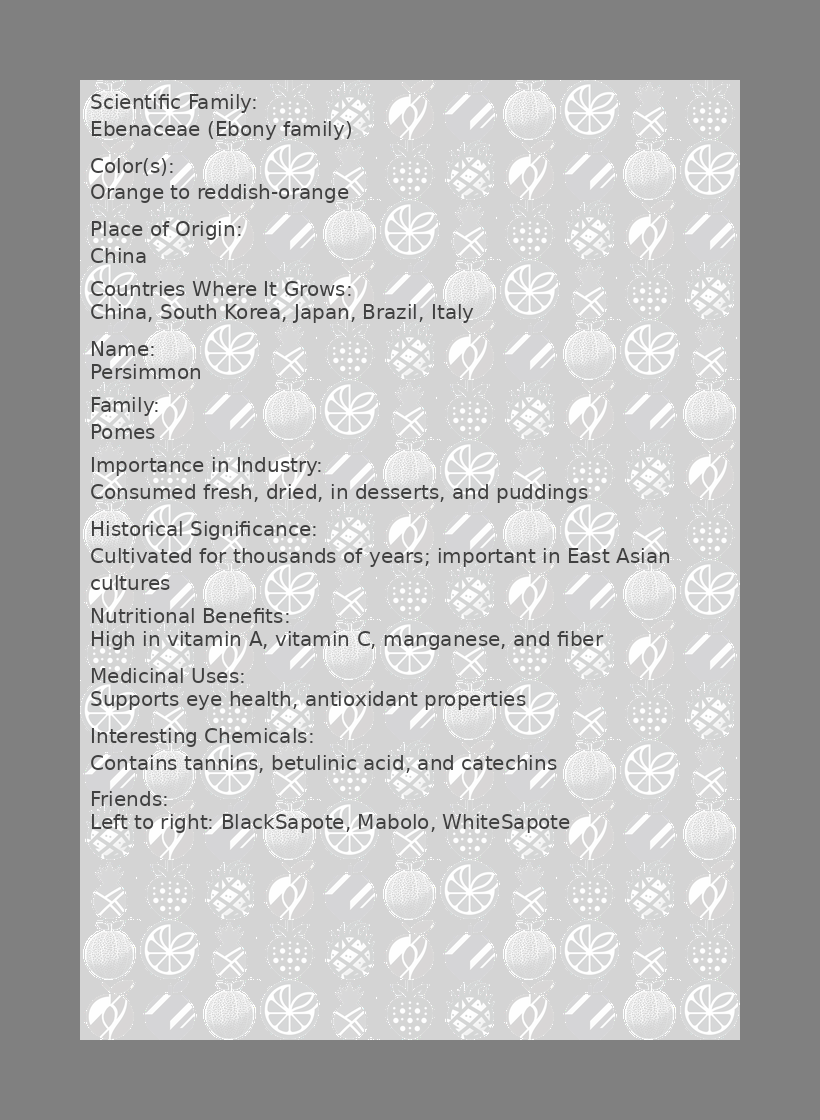 Scientific Family:
Ebenaceae (Ebony family)
Color(s):
Orange to reddish-orange
Place of Origin:
China
Countries Where It Grows:
China, South Korea, Japan, Brazil, Italy
Name:
Persimmon
Family:
Pomes
Importance in Industry:
Consumed fresh, dried, in desserts, and puddings
Historical Significance:
Cultivated for thousands of years; important in East Asian
cultures
Nutritional Benefits:
High in vitamin A, vitamin C, manganese, and fiber
Medicinal Uses:
Supports eye health, antioxidant properties
Interesting Chemicals:
Contains tannins, betulinic acid, and catechins
Friends:
Left to right: BlackSapote, Mabolo, WhiteSapote